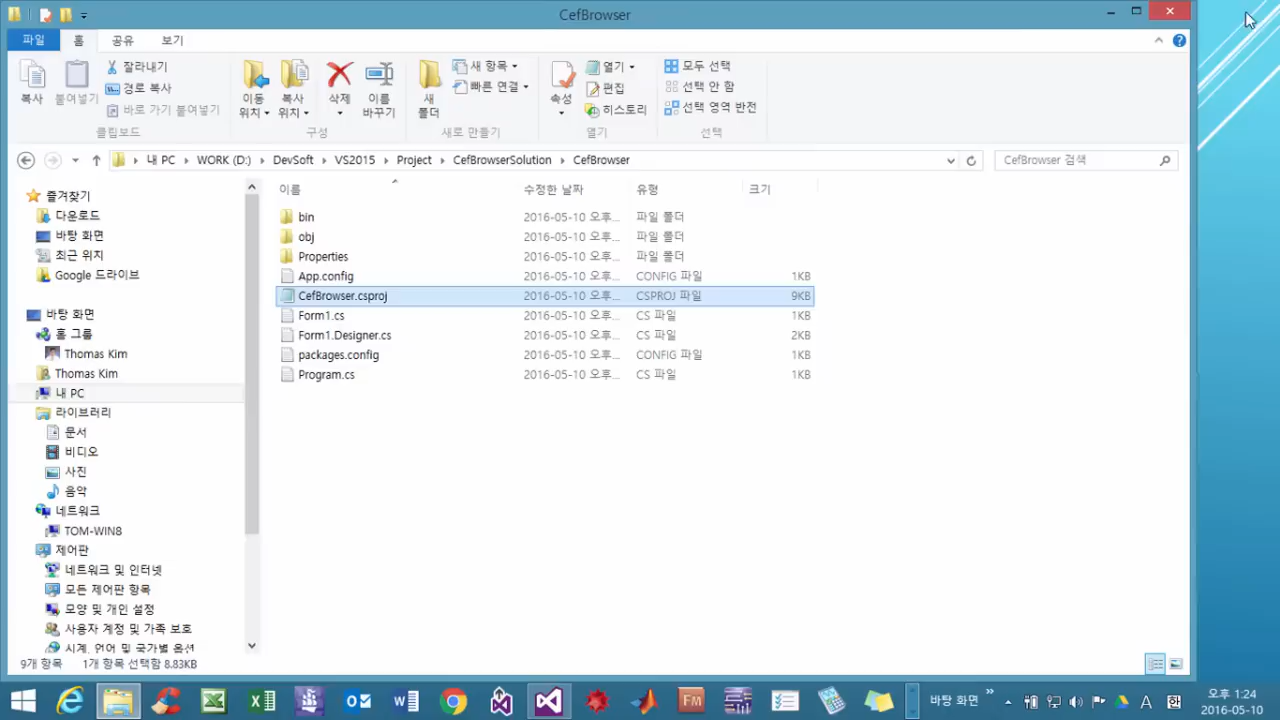 CefBrowser
파일 홈 공유 보기
복사
붙여넣기
잘라내기
경로 복사
바로 가기 붙여넣기
클립보드
이동
위치
복사
위치
삭제
이름
바꾸기
구성
새
폴더
새 항목
빠른 연결
새로 만들기
속성
열기
편집
히스토리
열기
모두 선택
선택 안 함
선택 영역 반전
선택
내 PC WORK (D:) DevSoft VS2015 Project CefBrowserSolution CefBrowser
CefBrowser 검색
즐겨찾기
다운로드
바탕 화면
최근 위치
Google 드라이브
바탕 화면
홈 그룹
Thomas Kim
Thomas Kim
내 PC
라이브러리
문서
비디오
사진
음악
네트워크
TOM-WIN8
제어판
네트워크 및 인터넷
모든 제어판 항목
모양 및 개인 설정
사용자 계정 및 가족 보호
시계, 언어 및 국가별 옵션
이름 수정한 날짜 유형 크기
bin 2016-05-10 오후... 파일 폴더
obj 2016-05-10 오후... 파일 폴더
Properties 2016-05-10 오후... 파일 폴더
App.config 2016-05-10 오후... CONFIG 파일 1KB
CefBrowser.csproj 2016-05-10 오후... CSPROJ 파일 9KB
Form1.cs 2016-05-10 오후... CS 파일 1KB
Form1.Designer.cs 2016-05-10 오후... CS 파일 2KB
packages.config 2016-05-10 오후... CONFIG 파일 1KB
Program.cs 2016-05-10 오후... CS 파일 1KB
9개 항목 1개 항목 선택함 8.83KB
FM
바탕 화면
A 한
오후 1:24
2016-05-10